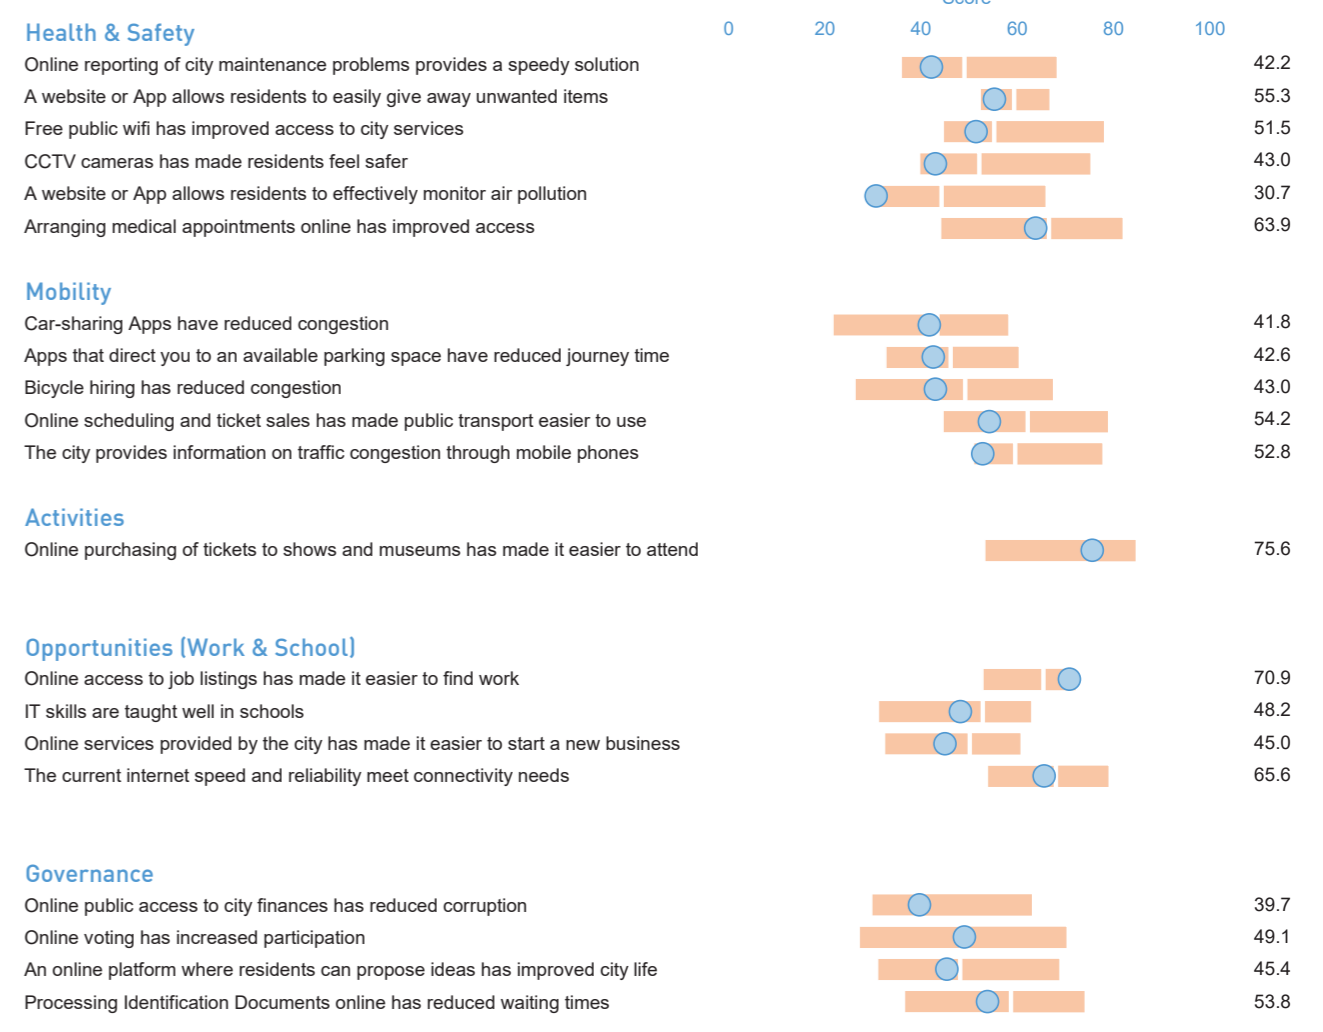 Score
Health & Safety 0 20 40 60 80 100
Online reporting of city maintenance problems provides a speedy solution 42.2
A website or App allows residents to easily give away unwanted items 55.3
Free public wifi has improved access to city services 51.5
CCTV cameras has made residents feel safer 43.0
A website or App allows residents to effectively monitor air pollution 30.7
Arranging medical appointments online has improved access 63.9
Mobility
Car-sharing Apps have reduced congestion 41.8
Apps that direct you to an available parking space have reduced journey time 42.6
Bicycle hiring has reduced congestion 43.0
Online scheduling and ticket sales has made public transport easier to use 54.2
The city provides information on traffic congestion through mobile phones 52.8
Activities
Online purchasing of tickets to shows and museums has made it easier to attend 75.6
Opportunities (Work & School)
Online access to job listings has made it easier to find work 70.9
IT skills are taught well in schools 48.2
Online services provided by the city has made it easier to start a new business 45.0
The current internet speed and reliability meet connectivity needs 65.6
Governance
Online public access to city finances has reduced corruption 39.7
Online voting has increased participation 49.1
An online platform where residents can propose ideas has improved city life 45.4
Processing Identification Documents online has reduced waiting times 53.8